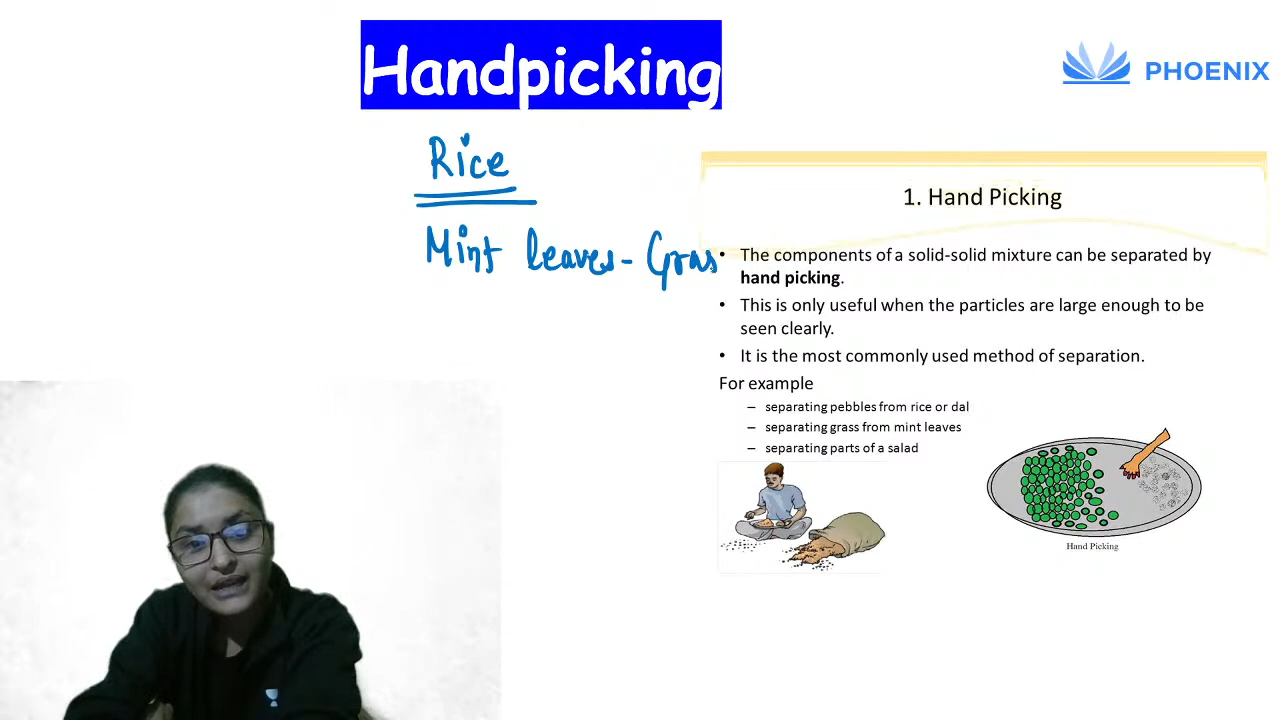 Handpicking
PHOENIX
Rice
Mint leaves - Gras
1. Hand Picking
• The components of a solid-solid mixture can be separated by
hand picking.
• This is only useful when the particles are large enough to be
seen clearly.
• It is the most commonly used method of separation.
For example
– separating pebbles from rice or dal
– separating grass from mint leaves
– separating parts of a salad
Hand Picking